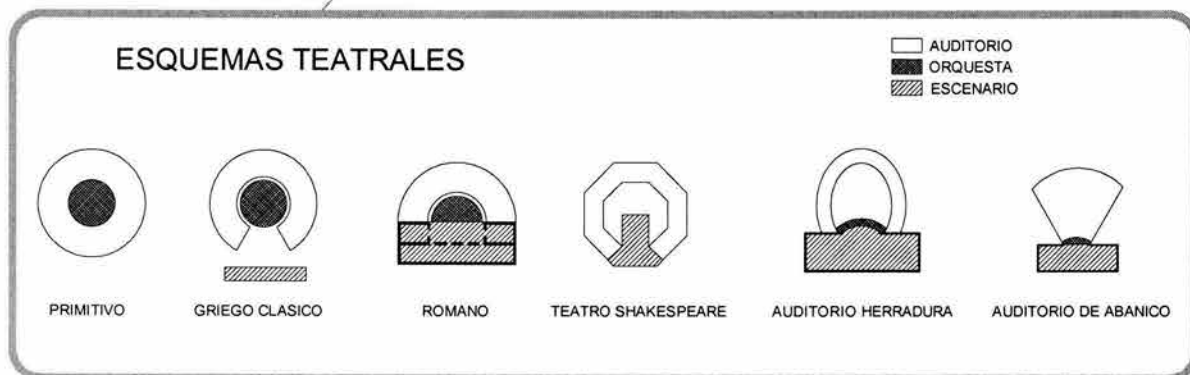 ESQUEMAS TEATRALES
AUDITORIO
ORQUESTA
ESCENARIO
PRIMITIVO
GRIEGO CLASICO
ROMANO
TEATRO SHAKESPEARE
AUDITORIO HERRADURA
AUDITORIO DE ABANICO